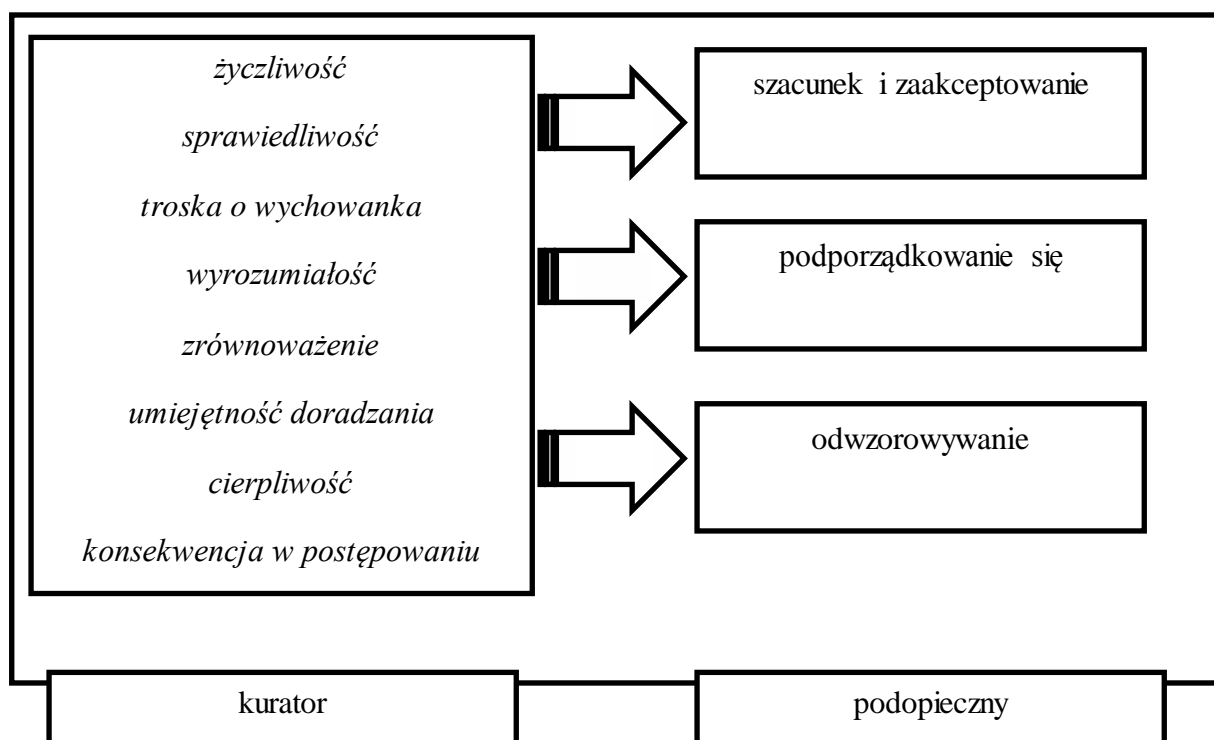 życzliwość
sprawiedliwość
troska o wychowanka
wyrozumiałość
zrównoważenie
umiejętność doradzania
cierpliwość
konsekwencja w postępowaniu
szacunek i zaakceptowanie
podporządkowanie się
odwzorowywanie
kurator
podopieczny